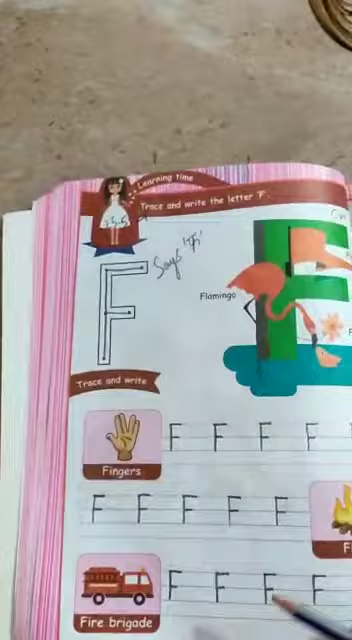 Learning time
Trace and write the letter 'F'
F
Says 'फ'
Flamingo
Trace and write
F F F F
Fingers
F F F F F
F F F F
Fire brigade